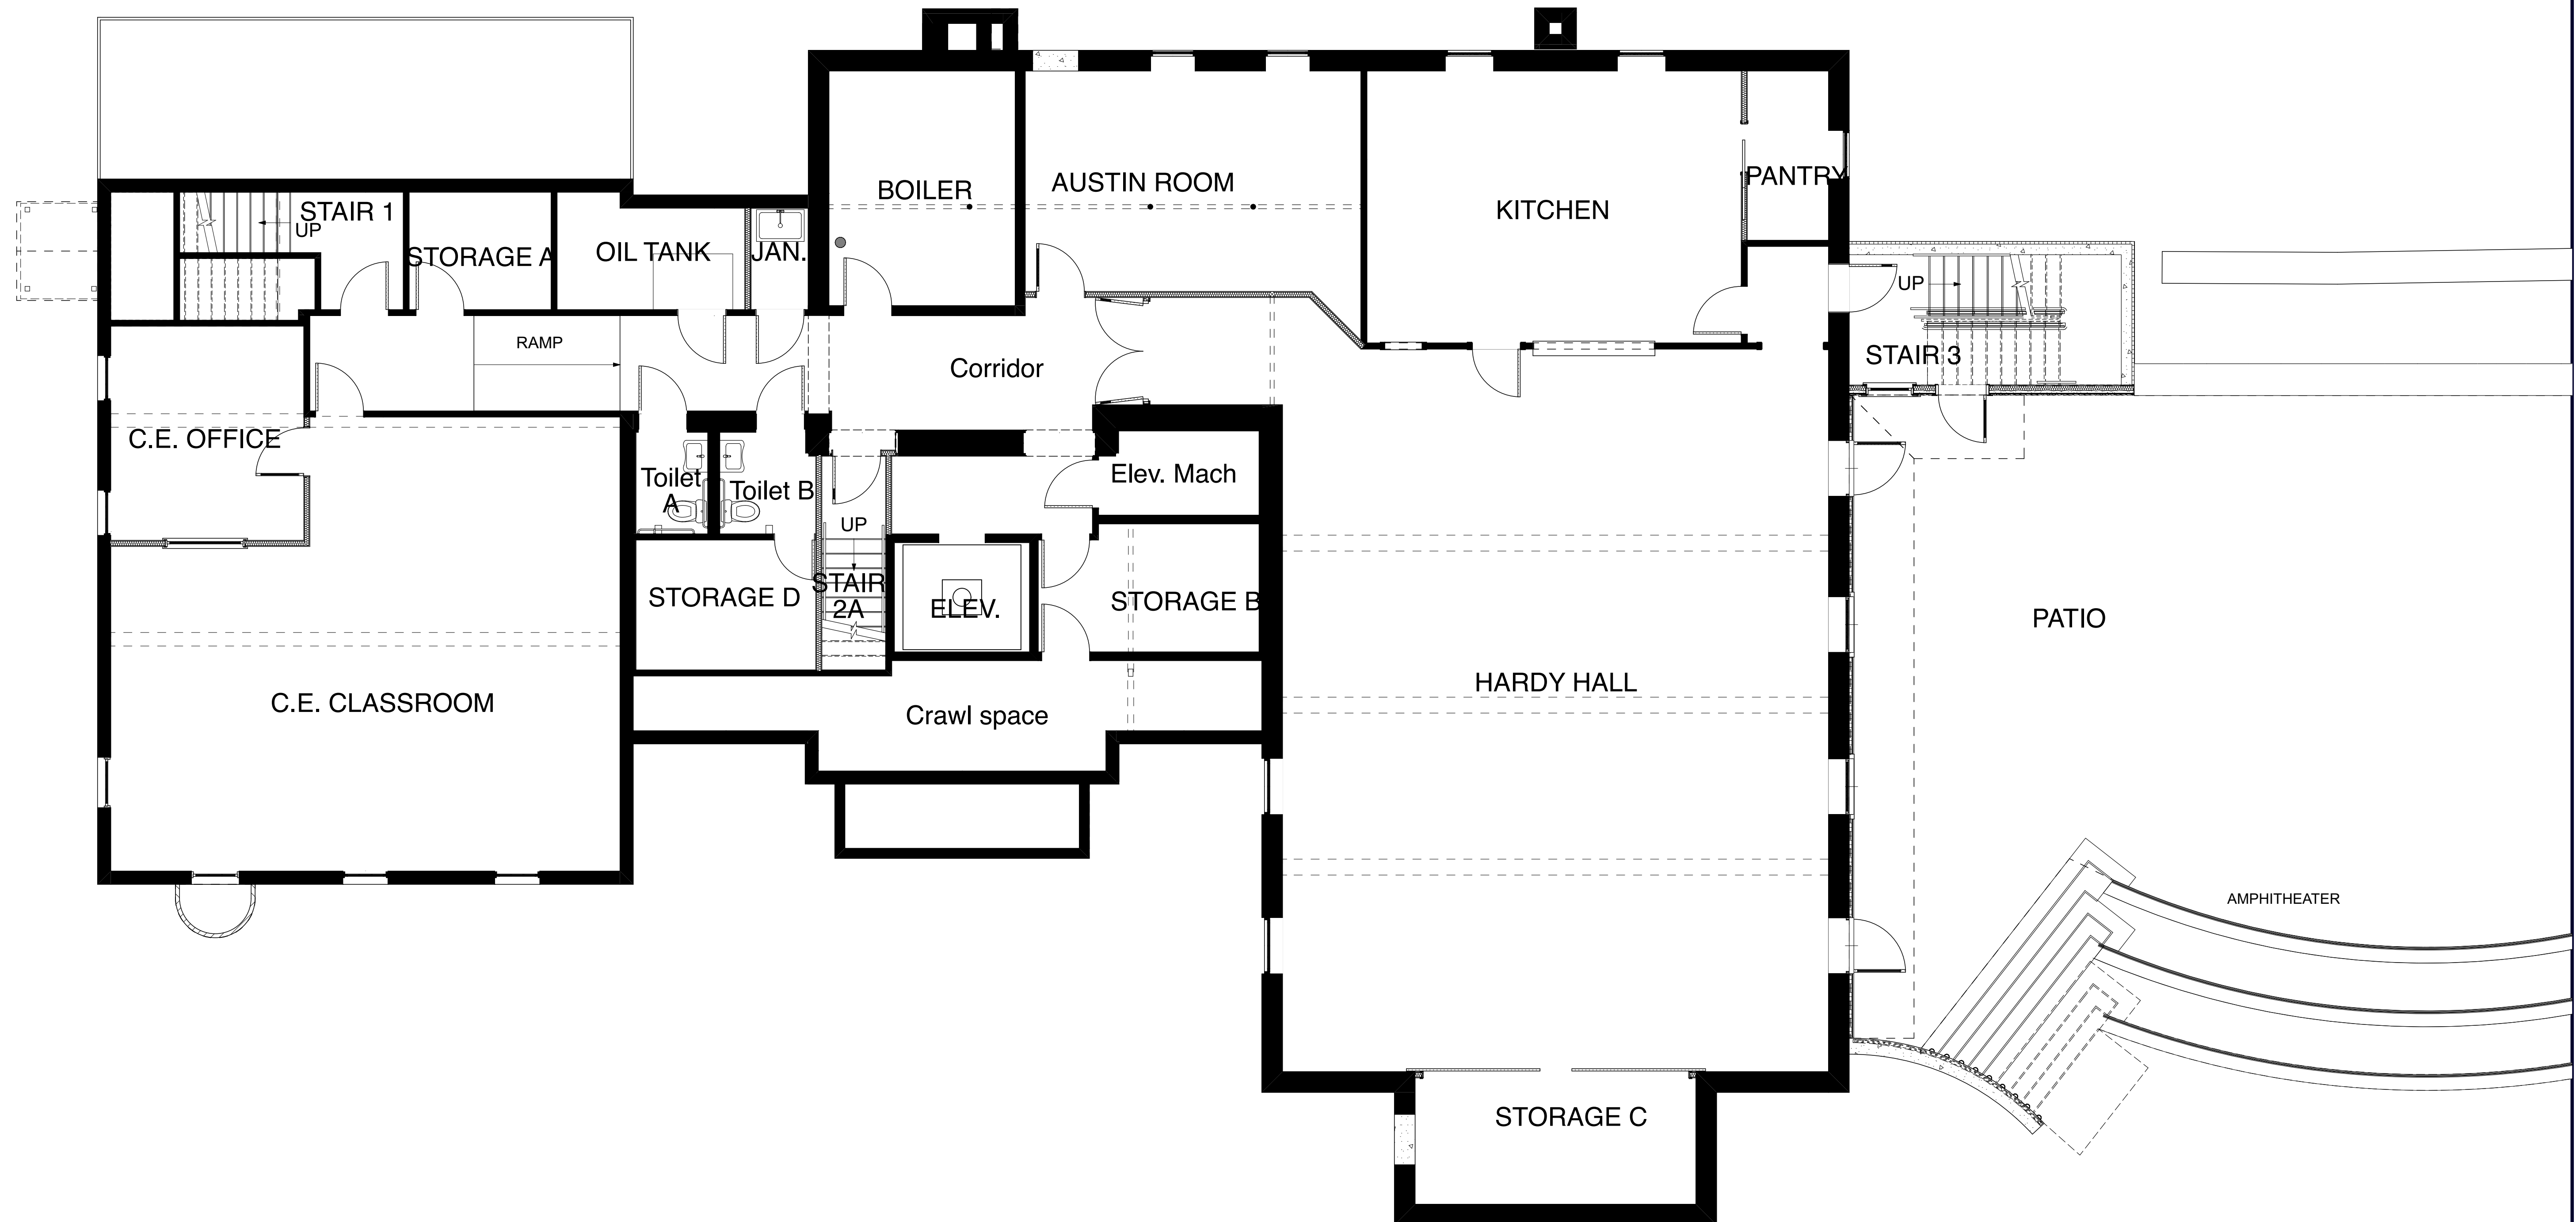 BOILER
AUSTIN ROOM
KITCHEN
PANTRY
STAIR 1
UP
STORAGE A
OIL TANK
JAN.
UP
STAIR 3
RAMP
Corridor
C.E. OFFICE
Toilet
A
Toilet B
Elev. Mach
UP
STAIR
2A
STORAGE D
ELEV.
STORAGE B
PATIO
C.E. CLASSROOM
Crawl space
HARDY HALL
AMPHITHEATER
STORAGE C